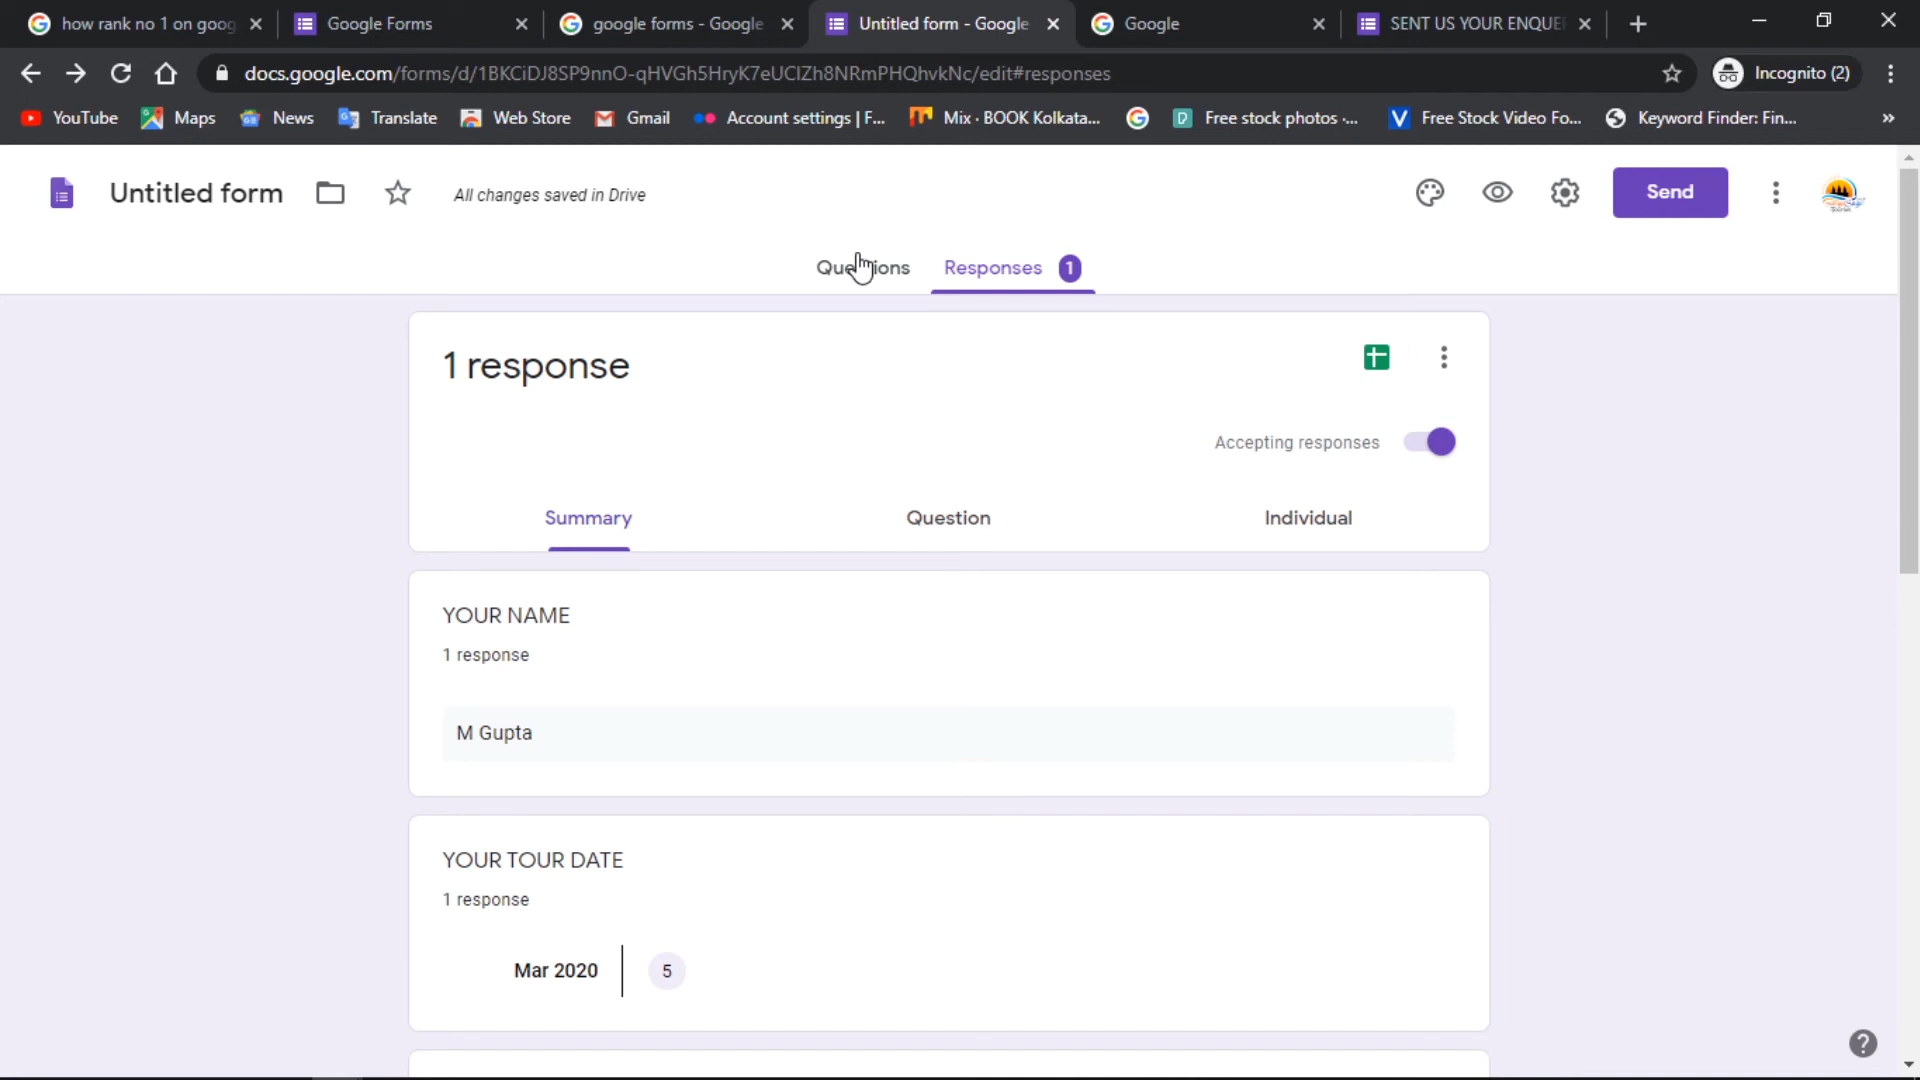 how rank no 1 on goog
Google Forms
google forms - Google
Untitled form - Google
Google
SENT US YOUR ENQUE
docs.google.com/forms/d/1BKCiDJ8SP9nnO-qHVGh5HryK7eUCIZh8NRmPHQhvkNc/edit#responses
Incognito (2)
YouTube
Maps
News
Translate
Web Store
Gmail
Account settings | F...
Mix · BOOK Kolkata...
Free stock photos ·...
Free Stock Video Fo...
Keyword Finder: Fin...
»
Untitled form
All changes saved in Drive
Send
Responses 1
1 response
Accepting responses
Summary
Question
Individual
YOUR NAME
1 response
M Gupta
YOUR TOUR DATE
1 response
Mar 2020
5